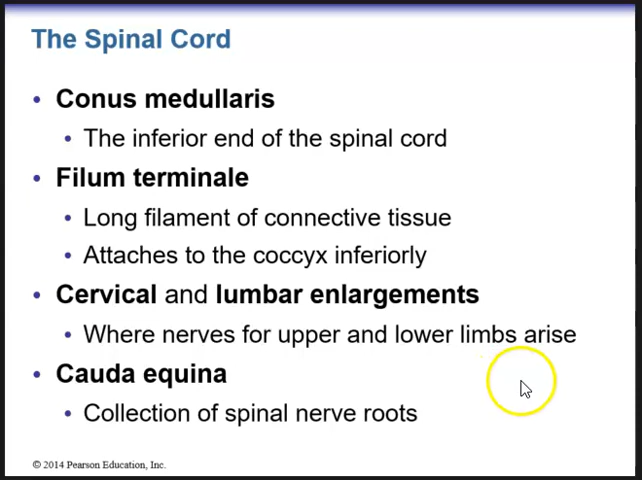 The Spinal Cord
• Conus medullaris
• The inferior end of the spinal cord
• Filum terminale
• Long filament of connective tissue
• Attaches to the coccyx inferiorly
• Cervical and lumbar enlargements
• Where nerves for upper and lower limbs arise
• Cauda equina
• Collection of spinal nerve roots
© 2014 Pearson Education, Inc.